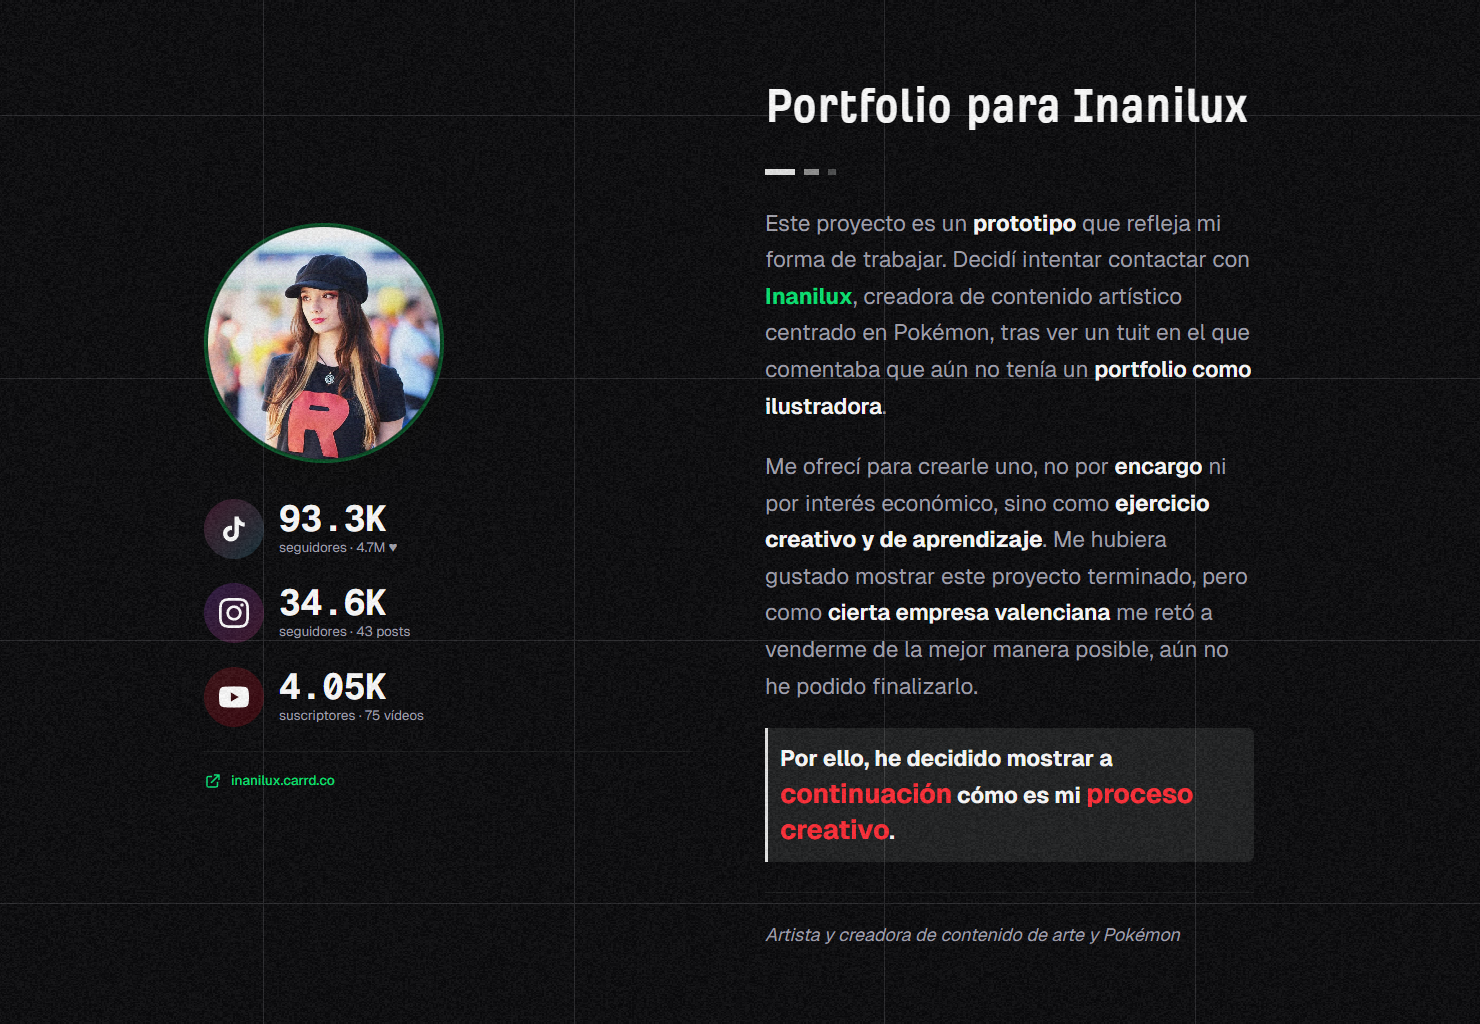 Portfolio para Inanilux
Este proyecto es un prototipo que refleja mi
forma de trabajar. Decidí intentar contactar con
Inanilux, creadora de contenido artístico
centrado en Pokémon, tras ver un tuit en el que
comentaba que aún no tenía un portfolio como
ilustradora.
Me ofrecí para crearle uno, no por encargo ni
por interés económico, sino como ejercicio
creativo y de aprendizaje. Me hubiera
gustado mostrar este proyecto terminado, pero
como cierta empresa valenciana me retó a
venderme de la mejor manera posible, aún no
he podido finalizarlo.
Por ello, he decidido mostrar a
continuación cómo es mi proceso
creativo.
Artista y creadora de contenido de arte y Pokémon
R
93.3K
seguidores · 4.7M ♥
34.6K
seguidores · 43 posts
4.05K
suscriptores · 75 vídeos
inanilux.carrd.co